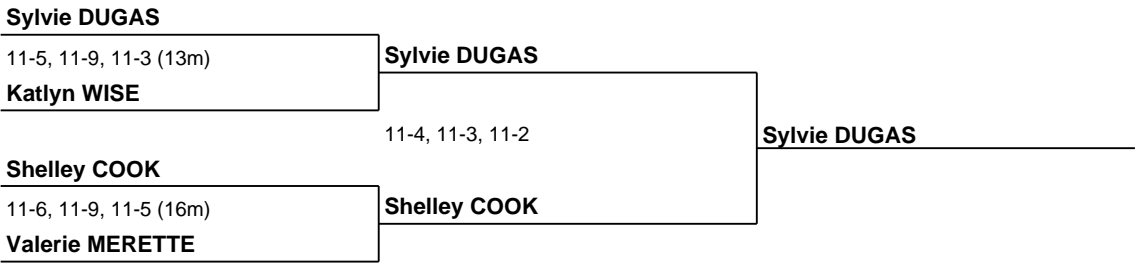 Sylvie DUGAS
11-5, 11-9, 11-3 (13m)
Sylvie DUGAS
Katlyn WISE
11-4, 11-3, 11-2
Sylvie DUGAS
Shelley COOK
11-6, 11-9, 11-5 (16m)
Shelley COOK
Valerie MERETTE